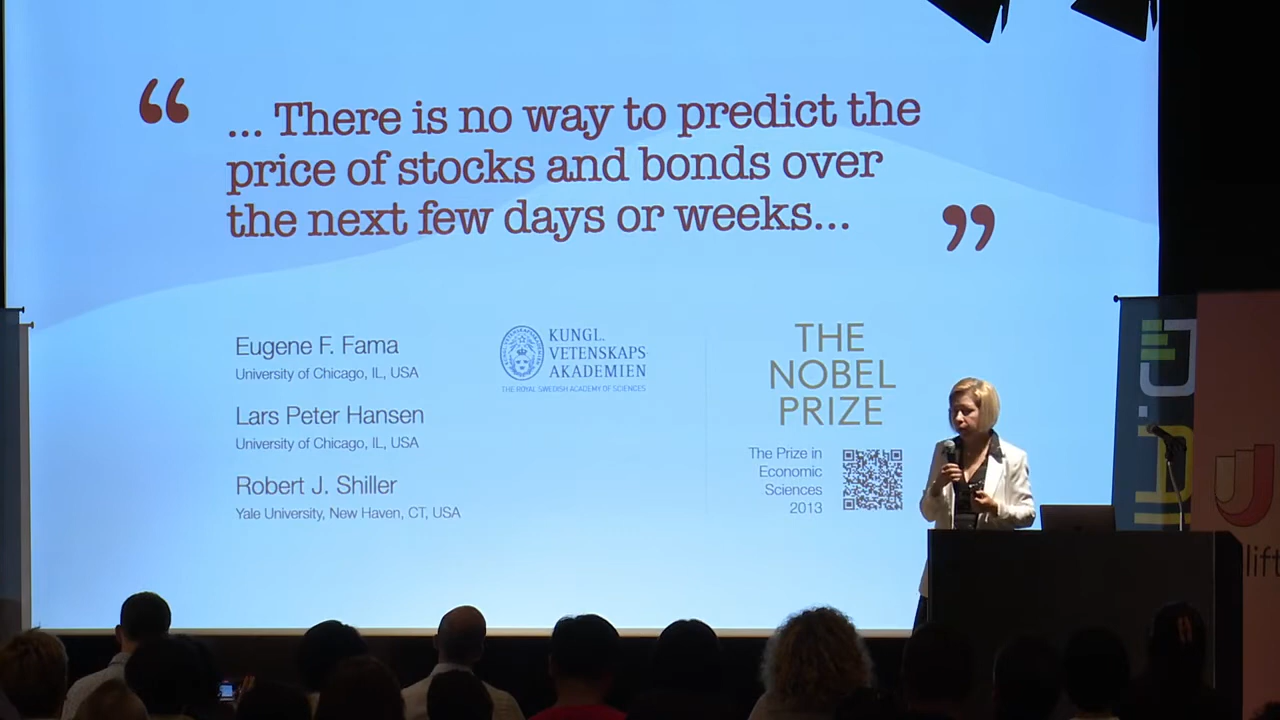 “ ... There is no way to predict the
price of stocks and bonds over
the next few days or weeks... ”
Eugene F. Fama
University of Chicago, IL, USA
Lars Peter Hansen
University of Chicago, IL, USA
Robert J. Shiller
Yale University, New Haven, CT, USA
KUNGL.
VETENSKAPS
AKADEMIEN
THE ROYAL SWEDISH ACADEMY OF SCIENCES
THE
NOBEL
PRIZE
The Prize in
Economic
Sciences
2013
lift